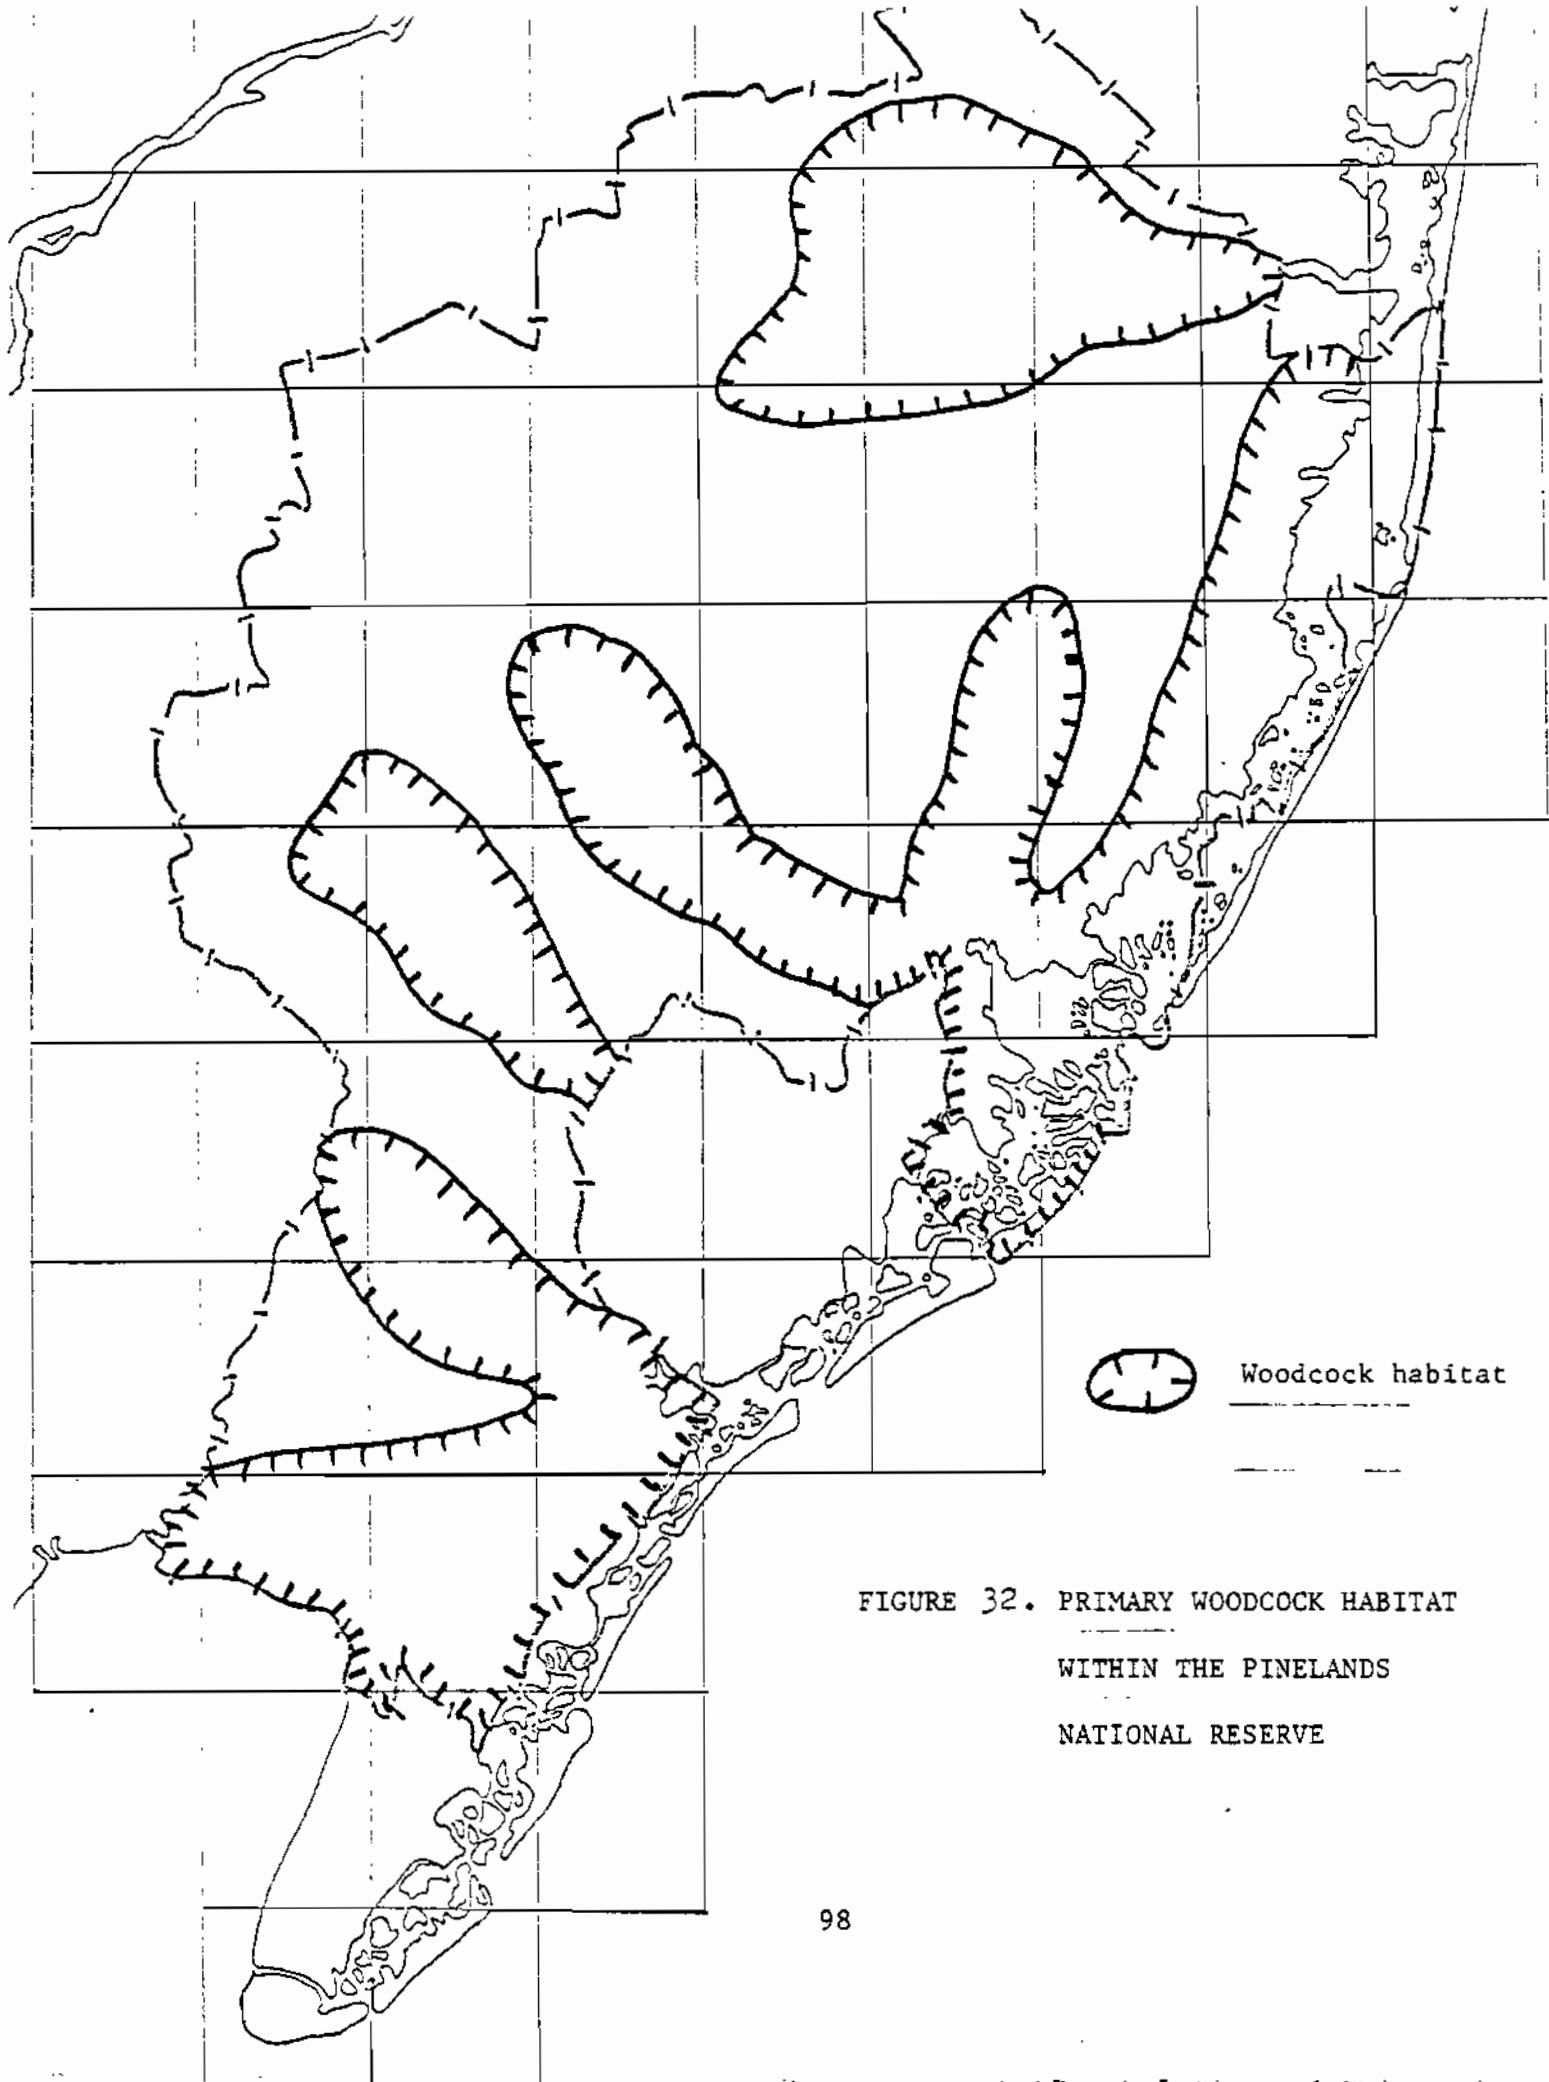 Woodcock habitat
FIGURE 32. PRIMARY WOODCOCK HABITAT
WITHIN THE PINELANDS
NATIONAL RESERVE
98